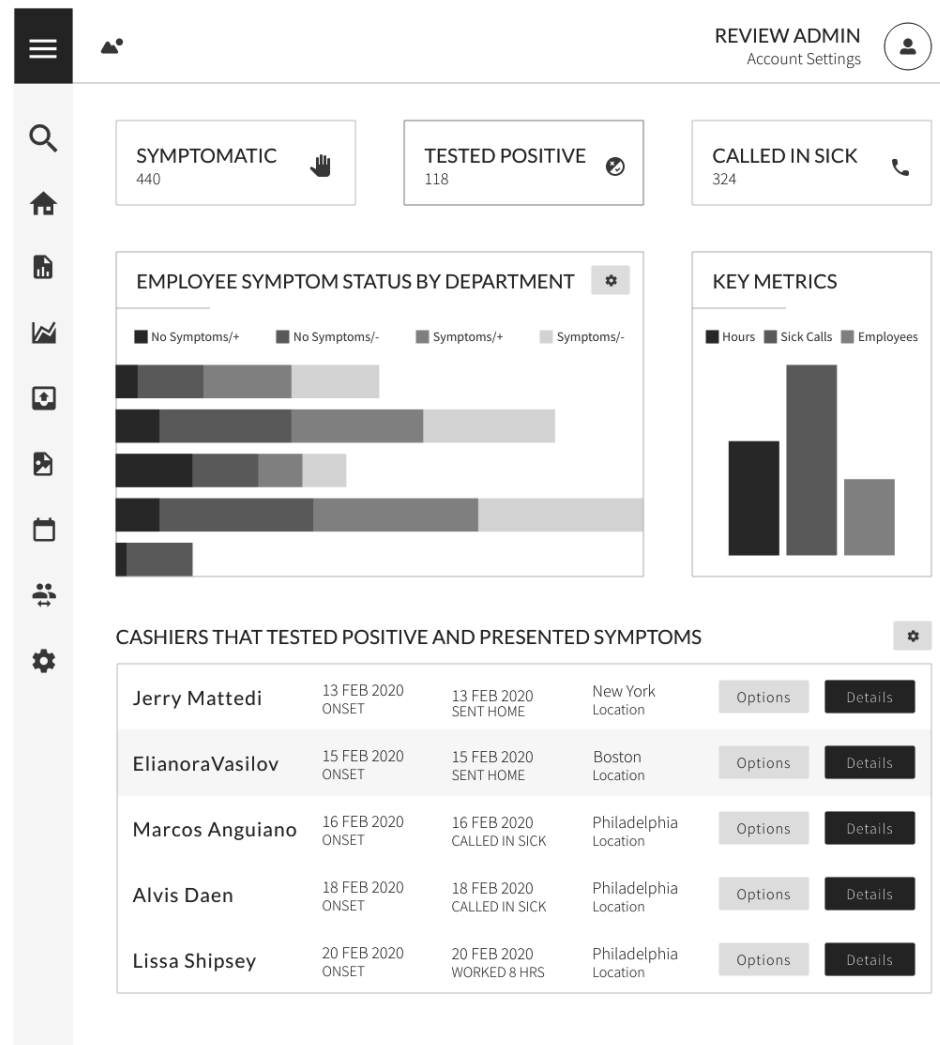 REVIEW ADMIN
Account Settings
SYMPTOMATIC
440
TESTED POSITIVE
118
CALLED IN SICK
324
EMPLOYEE SYMPTOM STATUS BY DEPARTMENT
No Symptoms/+ No Symptoms/- Symptoms/+ Symptoms/-
KEY METRICS
Hours Sick Calls Employees
CASHIERS THAT TESTED POSITIVE AND PRESENTED SYMPTOMS
Jerry Mattedi 13 FEB 2020 13 FEB 2020 New York Options Details
ONSET SENT HOME Location
ElianoraVasilov 15 FEB 2020 15 FEB 2020 Boston Options Details
ONSET SENT HOME Location
Marcos Anguiano 16 FEB 2020 16 FEB 2020 Philadelphia Options Details
ONSET CALLED IN SICK Location
Alvis Daen 18 FEB 2020 18 FEB 2020 Philadelphia Options Details
ONSET CALLED IN SICK Location
Lissa Shipsey 20 FEB 2020 20 FEB 2020 Philadelphia Options Details
ONSET WORKED 8 HRS Location